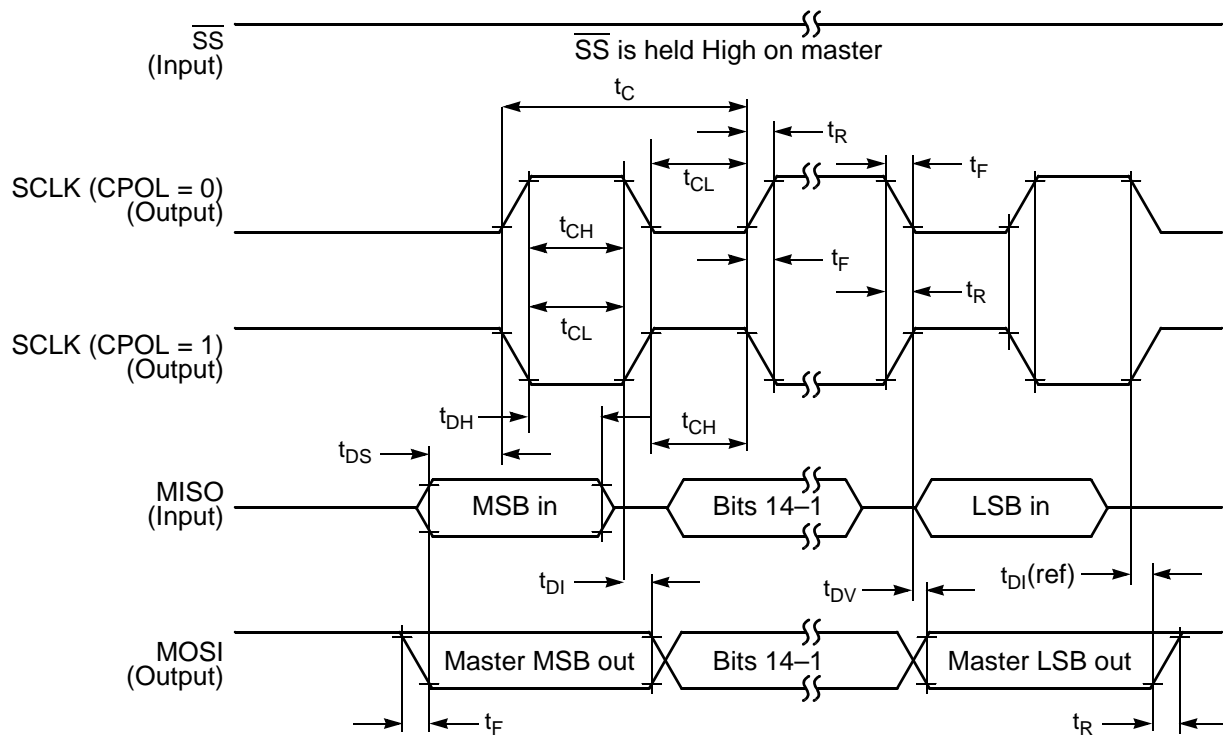 SS
(Input)
SS is held High on master
tC
tR
tF
SCLK (CPOL = 0)
(Output)
tCL
tCH
tF
tR
tCL
SCLK (CPOL = 1)
(Output)
tDH
tCH
tDS
MISO
(Input)
MSB in
Bits 14–1
LSB in
tDI
tDV
tDI(ref)
MOSI
(Output)
Master MSB out
Bits 14–1
Master LSB out
tF
tR